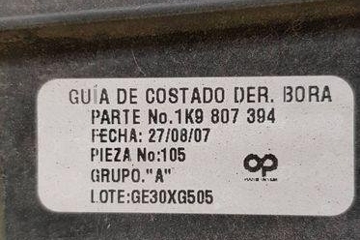 GUÍA DE COSTADO DER. BORA
PARTE No.1K9 807 394
FECHA: 27/08/07
PIEZA No:105
GRUPO."A"
LOTE:GE30XG505
op